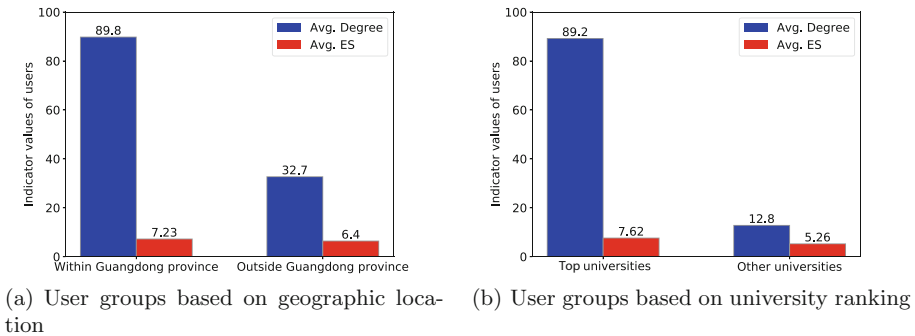 100
80
60
40
20
0
Indicator values of users
Avg. Degree
Avg. ES
89.8
7.23
32.7
6.4
Within Guangdong province
Outside Guangdong province
(a) User groups based on geographic loca-
tion
100
80
60
40
20
0
Indicator values of users
Avg. Degree
Avg. ES
89.2
7.62
12.8
5.26
Top universities
Other universities
(b) User groups based on university ranking